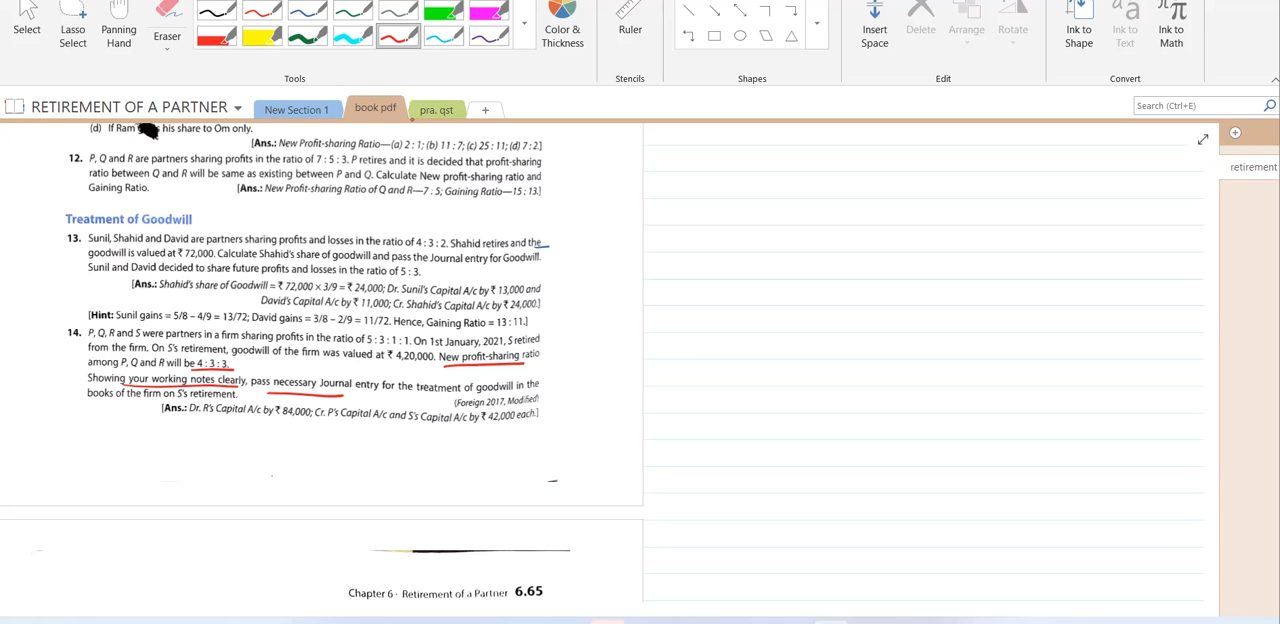 Select
Lasso
Select
Panning
Hand
Eraser
Color &
Thickness
Ruler
Insert
Space
Delete
Arrange
Rotate
Ink to
Shape
Ink to
Text
Ink to
Math
Tools
Stencils
Shapes
Edit
Convert
RETIREMENT OF A PARTNER
New Section 1
book pdf
pra. qst
+
Search (Ctrl+E)
retirement
(d) If Ram his share to Om only.
[Ans.: New Profit-sharing Ratio—(a) 2 : 1; (b) 11 : 7; (c) 25 : 11; (d) 7 : 2.]
12. P, Q and R are partners sharing profits in the ratio of 7 : 5 : 3. P retires and it is decided that profit-sharing
ratio between Q and R will be same as existing between P and Q. Calculate New profit-sharing ratio and
Gaining Ratio. [Ans.: New Profit-sharing Ratio of Q and R—7 : 5; Gaining Ratio—15 : 13.]
Treatment of Goodwill
13. Sunil, Shahid and David are partners sharing profits and losses in the ratio of 4 : 3 : 2. Shahid retires and the
goodwill is valued at ₹ 72,000. Calculate Shahid's share of goodwill and pass the Journal entry for Goodwill.
Sunil and David decided to share future profits and losses in the ratio of 5 : 3.
[Ans.: Shahid's share of Goodwill = ₹ 72,000 × 3/9 = ₹ 24,000; Dr. Sunil's Capital A/c by ₹ 13,000 and
David's Capital A/c by ₹ 11,000; Cr. Shahid's Capital A/c by ₹ 24,000.]
[Hint: Sunil gains = 5/8 – 4/9 = 13/72; David gains = 3/8 – 2/9 = 11/72. Hence, Gaining Ratio = 13 : 11.]
14. P, Q, R and S were partners in a firm sharing profits in the ratio of 5 : 3 : 1 : 1. On 1st January, 2021, S retired
from the firm. On S's retirement, goodwill of the firm was valued at ₹ 4,20,000. New profit-sharing ratio
among P, Q and R will be 4 : 3 : 3.
Showing your working notes clearly, pass necessary Journal entry for the treatment of goodwill in the
books of the firm on S's retirement. (Foreign 2017, Modified)
[Ans.: Dr. R's Capital A/c by ₹ 84,000; Cr. P's Capital A/c and S's Capital A/c by ₹ 42,000 each.]
Chapter 6 · Retirement of a Partner 6.65